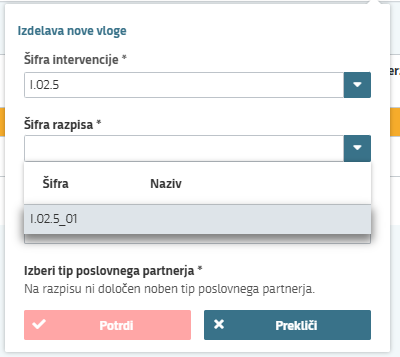 Izdelava nove vloge
Šifra intervencije *
I.02.5
Šifra razpisa *
Šifra Naziv
I.02.5_01
Izberi tip poslovnega partnerja *
Na razpisu ni določen noben tip poslovnega partnerja.
Potrdi Prekliči